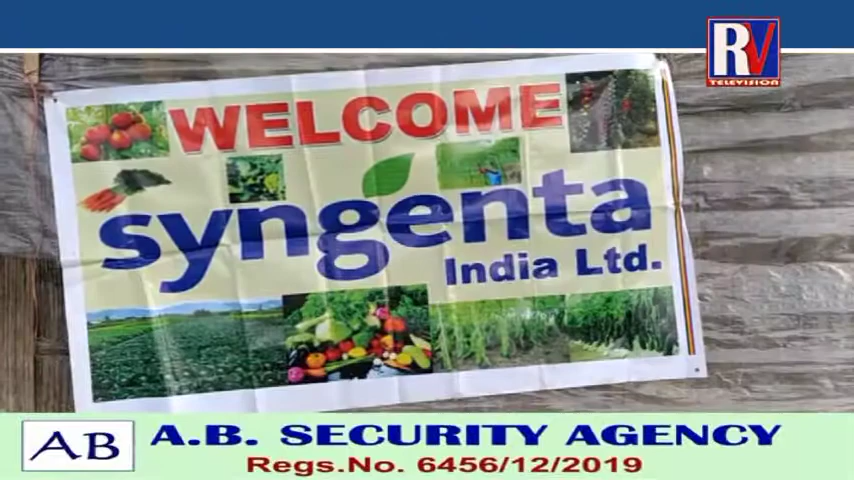 RV
TELEVISION
WELCOME
syngenta
India Ltd.
AB
A.B. SECURITY AGENCY
Regs.No. 6456/12/2019